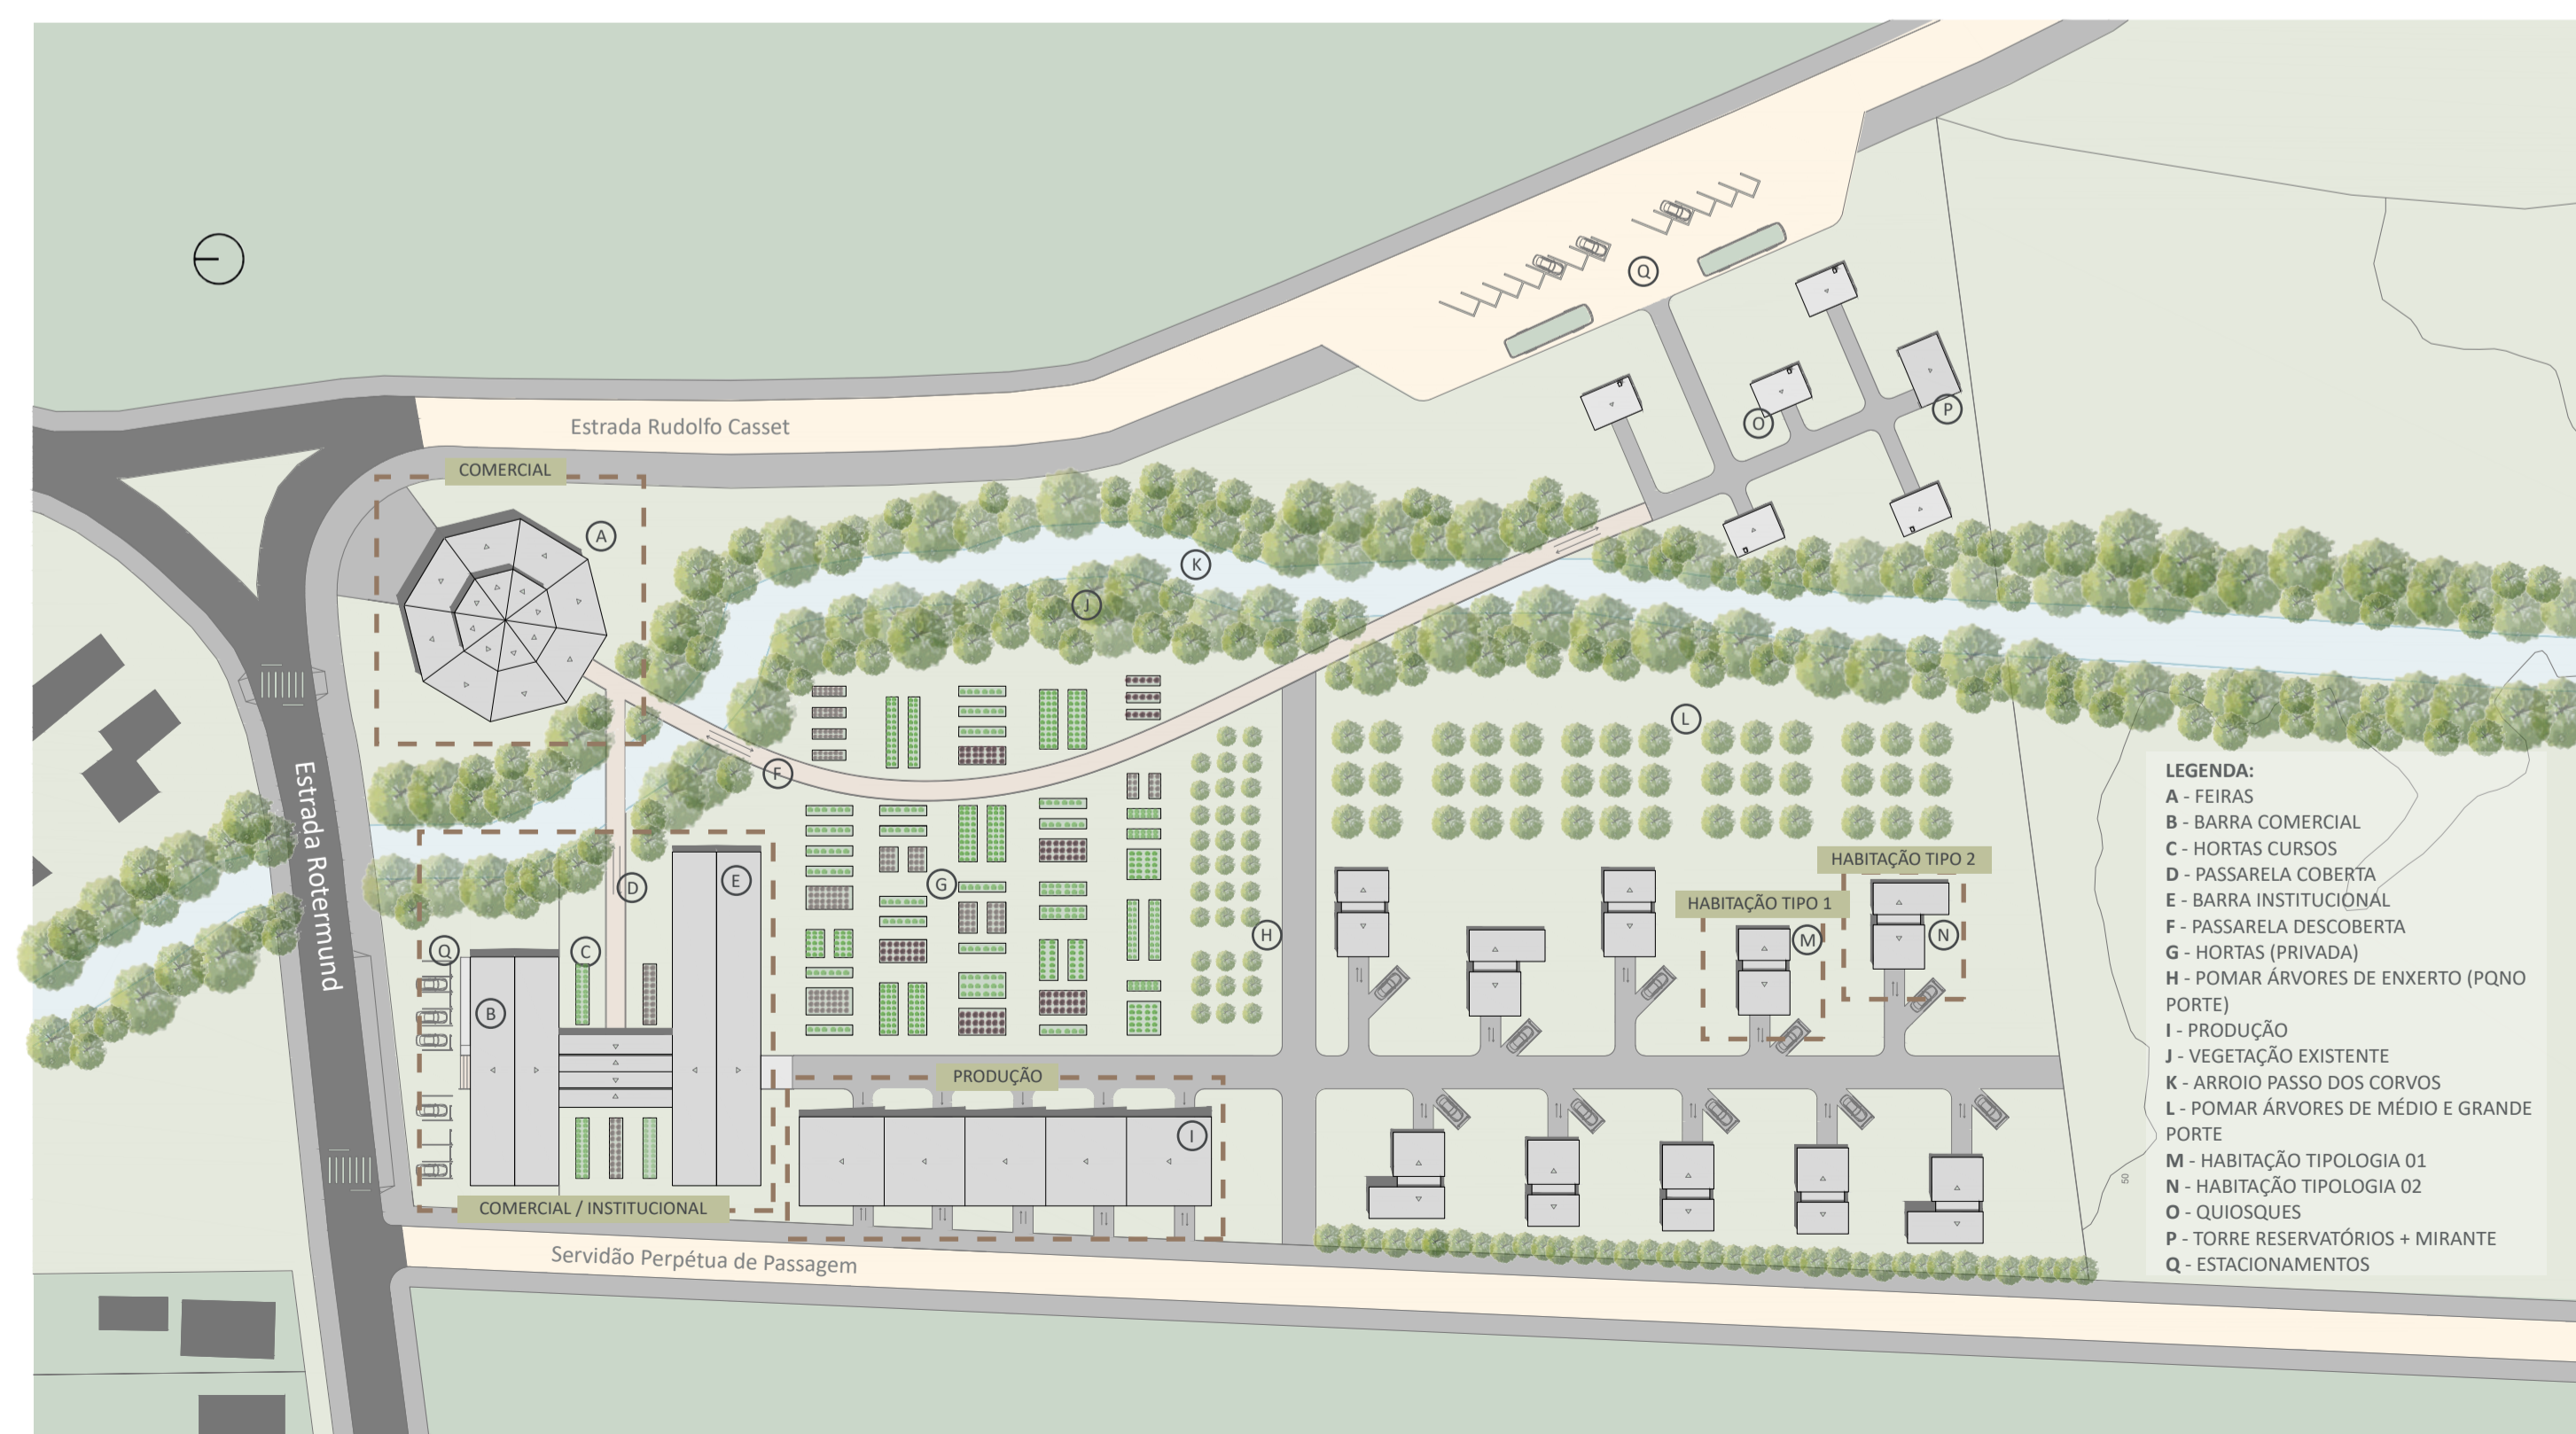 Q
Estrada Rudolfo Casset
O
P
COMERCIAL
A
K
J
L
F
Estrada Rotermund
D
E
G
H
Q
C
B
HABITAÇÃO TIPO 2
HABITAÇÃO TIPO 1
M
N
PRODUÇÃO
I
COMERCIAL / INSTITUCIONAL
Servidão Perpétua de Passagem
50
LEGENDA:
A - FEIRAS
B - BARRA COMERCIAL
C - HORTAS CURSOS
D - PASSARELA COBERTA
E - BARRA INSTITUCIONAL
F - PASSARELA DESCOBERTA
G - HORTAS (PRIVADA)
H - POMAR ÁRVORES DE ENXERTO (PQNO
PORTE)
I - PRODUÇÃO
J - VEGETAÇÃO EXISTENTE
K - ARROIO PASSO DOS CORVOS
L - POMAR ÁRVORES DE MÉDIO E GRANDE
PORTE
M - HABITAÇÃO TIPOLOGIA 01
N - HABITAÇÃO TIPOLOGIA 02
O - QUIOSQUES
P - TORRE RESERVATÓRIOS + MIRANTE
Q - ESTACIONAMENTOS